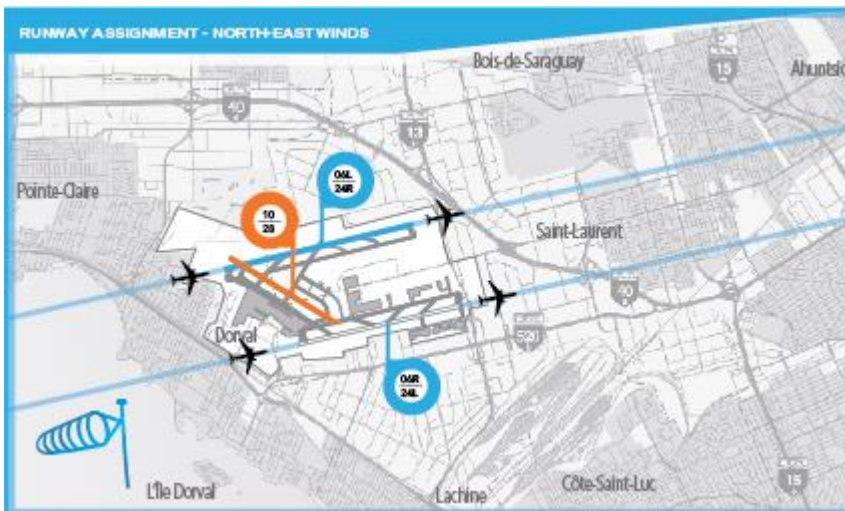 RUNWAY ASSIGNMENT - NORTH-EAST WINDS
Bois-de-Saraguay
15
Ahuntsic
40
13
Pointe-Claire
06L
24R
10
28
Saint-Laurent
40
Dorval
520
06R
24L
L'Île Dorval
Lachine
Côte-Saint-Luc
15